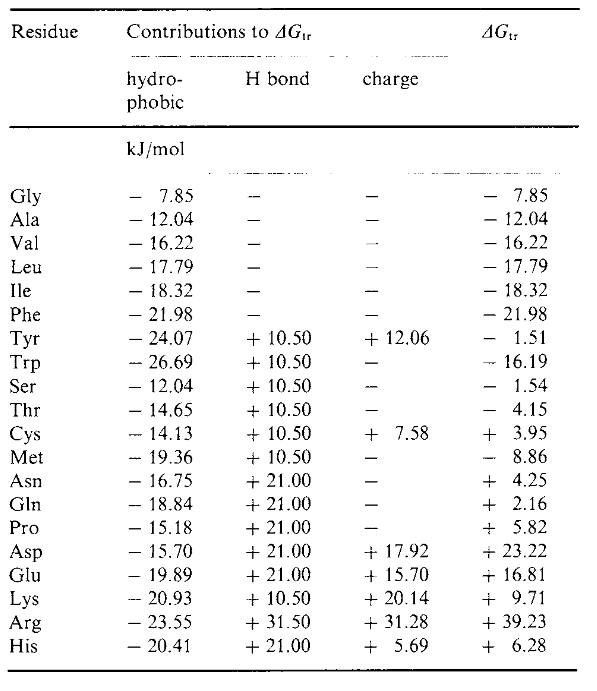 Residue Contributions to ΔG_tr ΔG_tr
hydro- H bond charge
phobic
kJ/mol
Gly − 7.85 − − − 7.85
Ala − 12.04 − − − 12.04
Val − 16.22 − − − 16.22
Leu − 17.79 − − − 17.79
Ile − 18.32 − − − 18.32
Phe − 21.98 − − − 21.98
Tyr − 24.07 + 10.50 + 12.06 − 1.51
Trp − 26.69 + 10.50 − − 16.19
Ser − 12.04 + 10.50 − − 1.54
Thr − 14.65 + 10.50 − − 4.15
Cys − 14.13 + 10.50 + 7.58 + 3.95
Met − 19.36 + 10.50 − − 8.86
Asn − 16.75 + 21.00 − + 4.25
Gln − 18.84 + 21.00 − + 2.16
Pro − 15.18 + 21.00 − + 5.82
Asp − 15.70 + 21.00 + 17.92 + 23.22
Glu − 19.89 + 21.00 + 15.70 + 16.81
Lys − 20.93 + 10.50 + 20.14 + 9.71
Arg − 23.55 + 31.50 + 31.28 + 39.23
His − 20.41 + 21.00 + 5.69 + 6.28